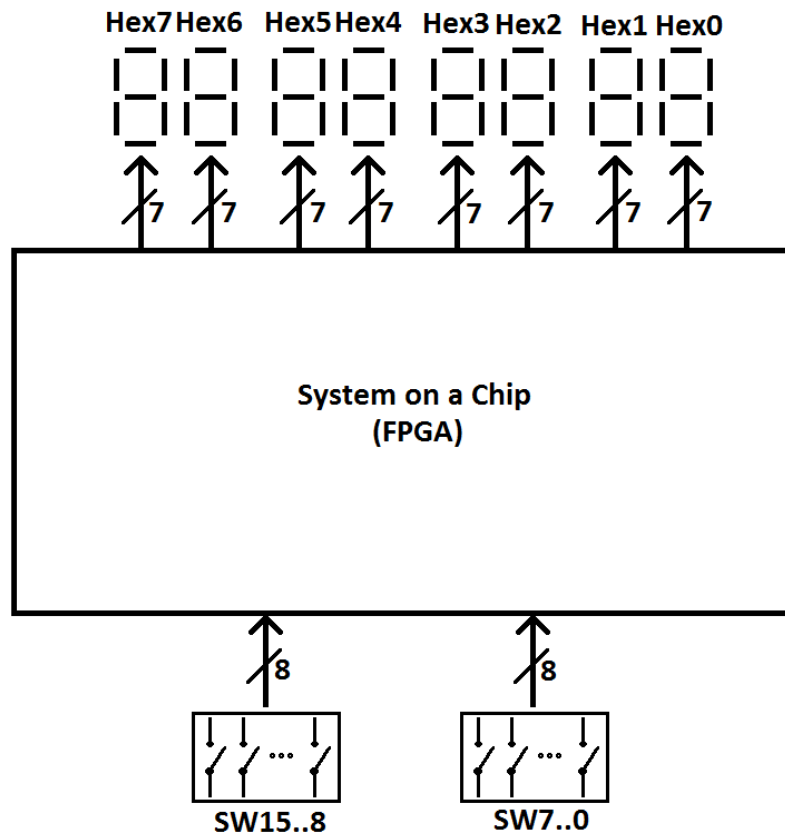 Hex7 Hex6 Hex5 Hex4 Hex3 Hex2 Hex1 Hex0
7 7 7 7 7 7 7 7
System on a Chip
(FPGA)
8 8
SW15..8 SW7..0